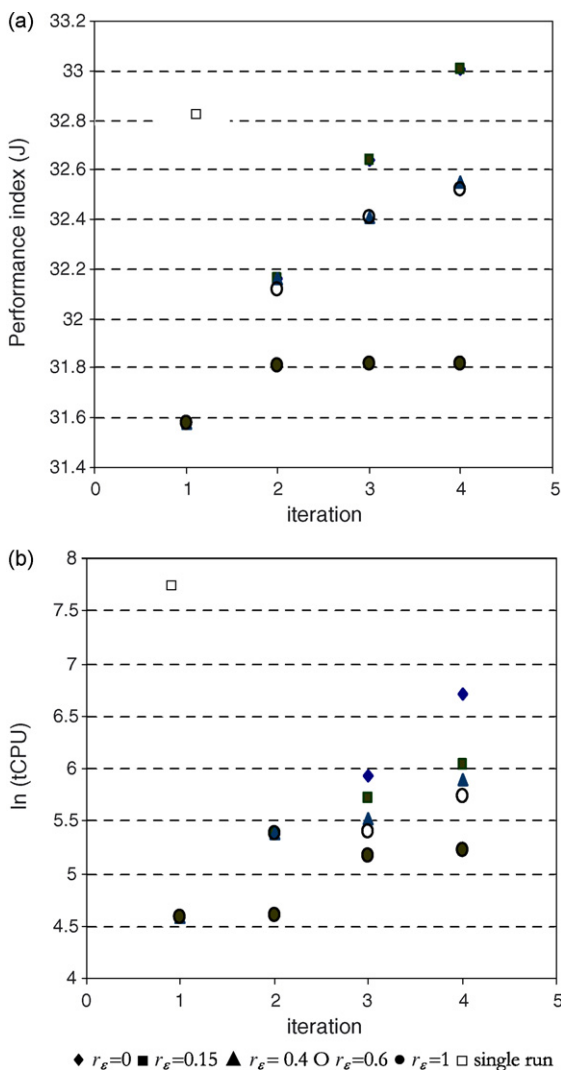 (a)
33.2
33
32.8
32.6
32.4
32.2
32
31.8
31.6
31.4
Performance index (J)
0 1 2 3 4 5
iteration
(b)
8
7.5
7
6.5
6
5.5
5
4.5
4
ln (tCPU)
0 1 2 3 4 5
iteration
rε=0 rε=0.15 rε= 0.4 rε=0.6 rε=1 single run